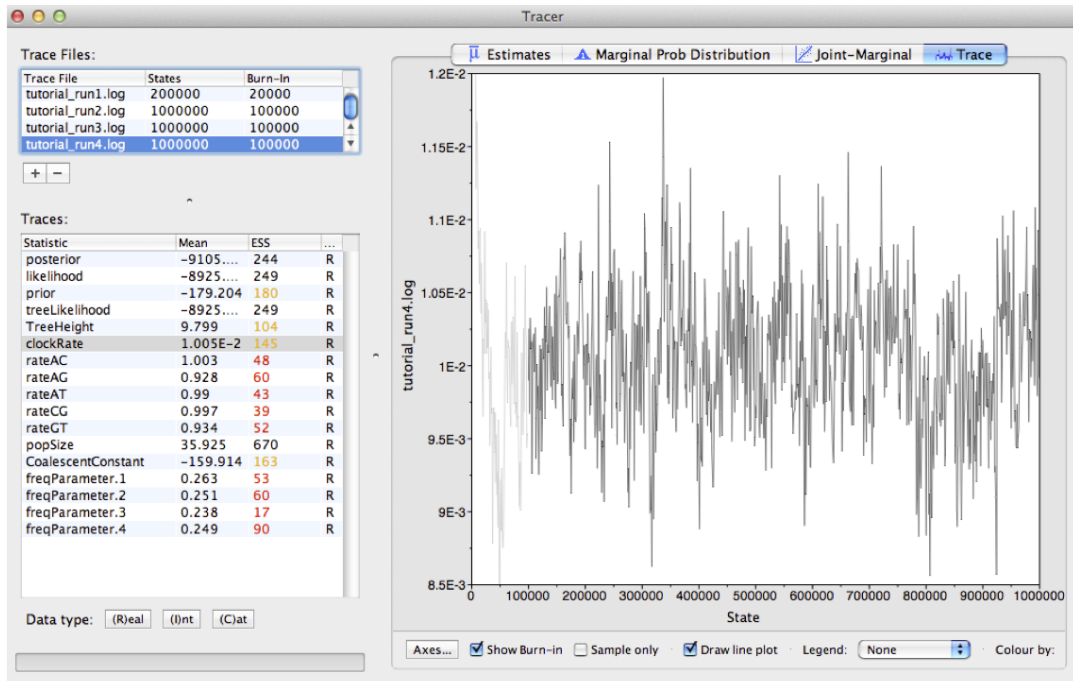 Tracer
Trace Files:
Trace File States Burn-In
tutorial_run1.log 200000 20000
tutorial_run2.log 1000000 100000
tutorial_run3.log 1000000 100000
tutorial_run4.log 1000000 100000
+ −
Traces:
Statistic Mean ESS ...
posterior -9105.... 244 R
likelihood -8925.... 249 R
prior -179.204 180 R
treeLikelihood -8925.... 249 R
TreeHeight 9.799 104 R
clockRate 1.005E-2 145 R
rateAC 1.003 48 R
rateAG 0.928 60 R
rateAT 0.99 43 R
rateCG 0.997 39 R
rateGT 0.934 52 R
popSize 35.925 670 R
CoalescentConstant -159.914 163 R
freqParameter.1 0.263 53 R
freqParameter.2 0.251 60 R
freqParameter.3 0.238 17 R
freqParameter.4 0.249 90 R
Data type: (R)eal (I)nt (C)at
μ Estimates Marginal Prob Distribution Joint-Marginal Trace
1.2E-2
1.15E-2
1.1E-2
1.05E-2
1E-2
9.5E-3
9E-3
8.5E-3
tutorial_run4.log
0 100000 200000 300000 400000 500000 600000 700000 800000 900000 1000000
State
Axes... Show Burn-in Sample only Draw line plot Legend: None Colour by: